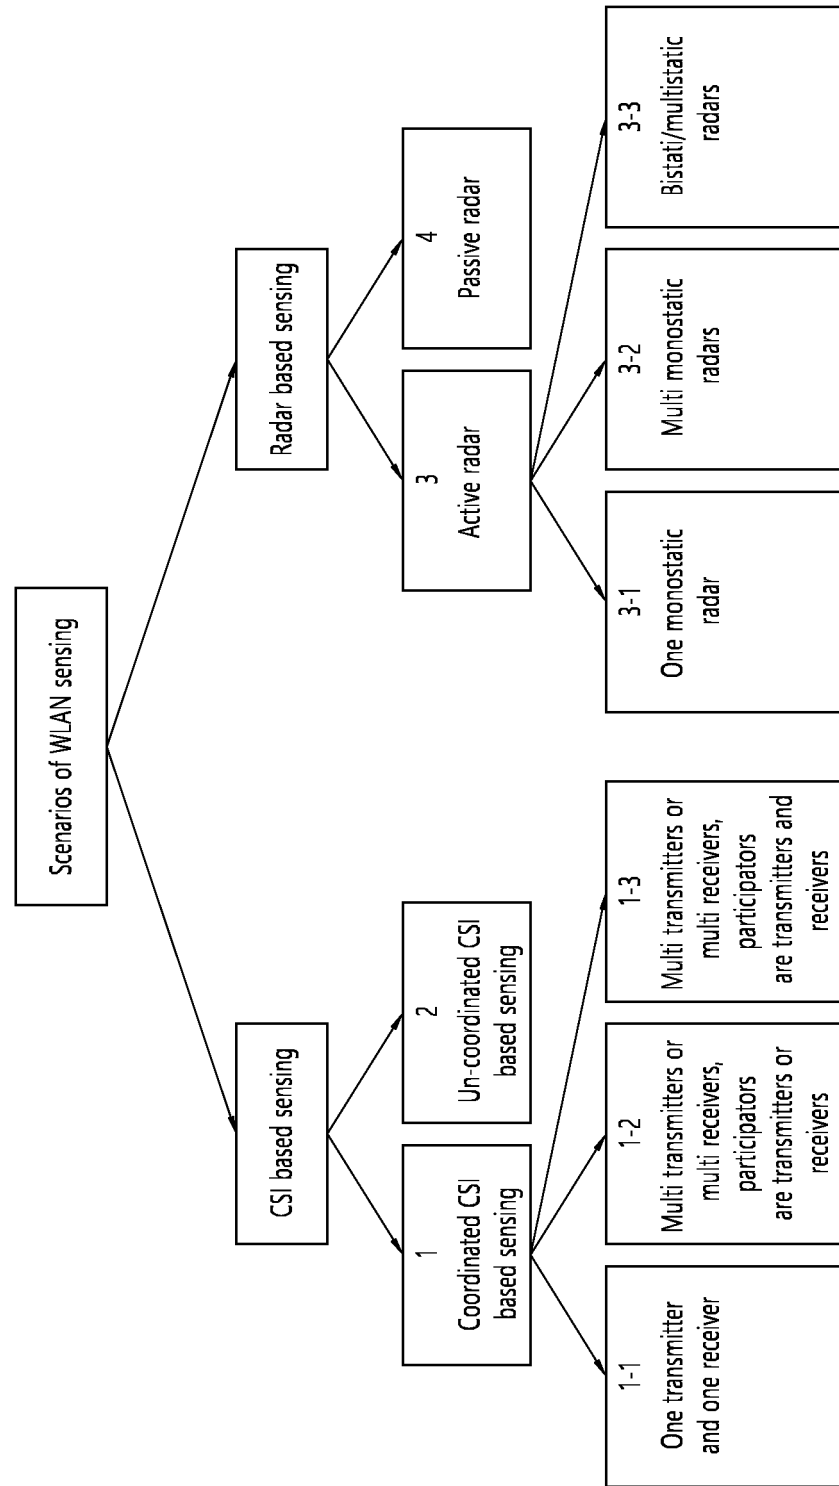 Scenarios of WLAN sensing
CSI based sensing
Radar based sensing
1
Coordinated CSI
based sensing
2
Un-coordinated CSI
based sensing
3
Active radar
4
Passive radar
1-1
One transmitter
and one receiver
1-2
Multi transmitters or
multi receivers,
participators
are transmitters or
receivers
1-3
Multi transmitters or
multi receivers,
participators
are transmitters and
receivers
3-1
One monostatic
radar
3-2
Multi monostatic
radars
3-3
Bistati/multistatic
radars